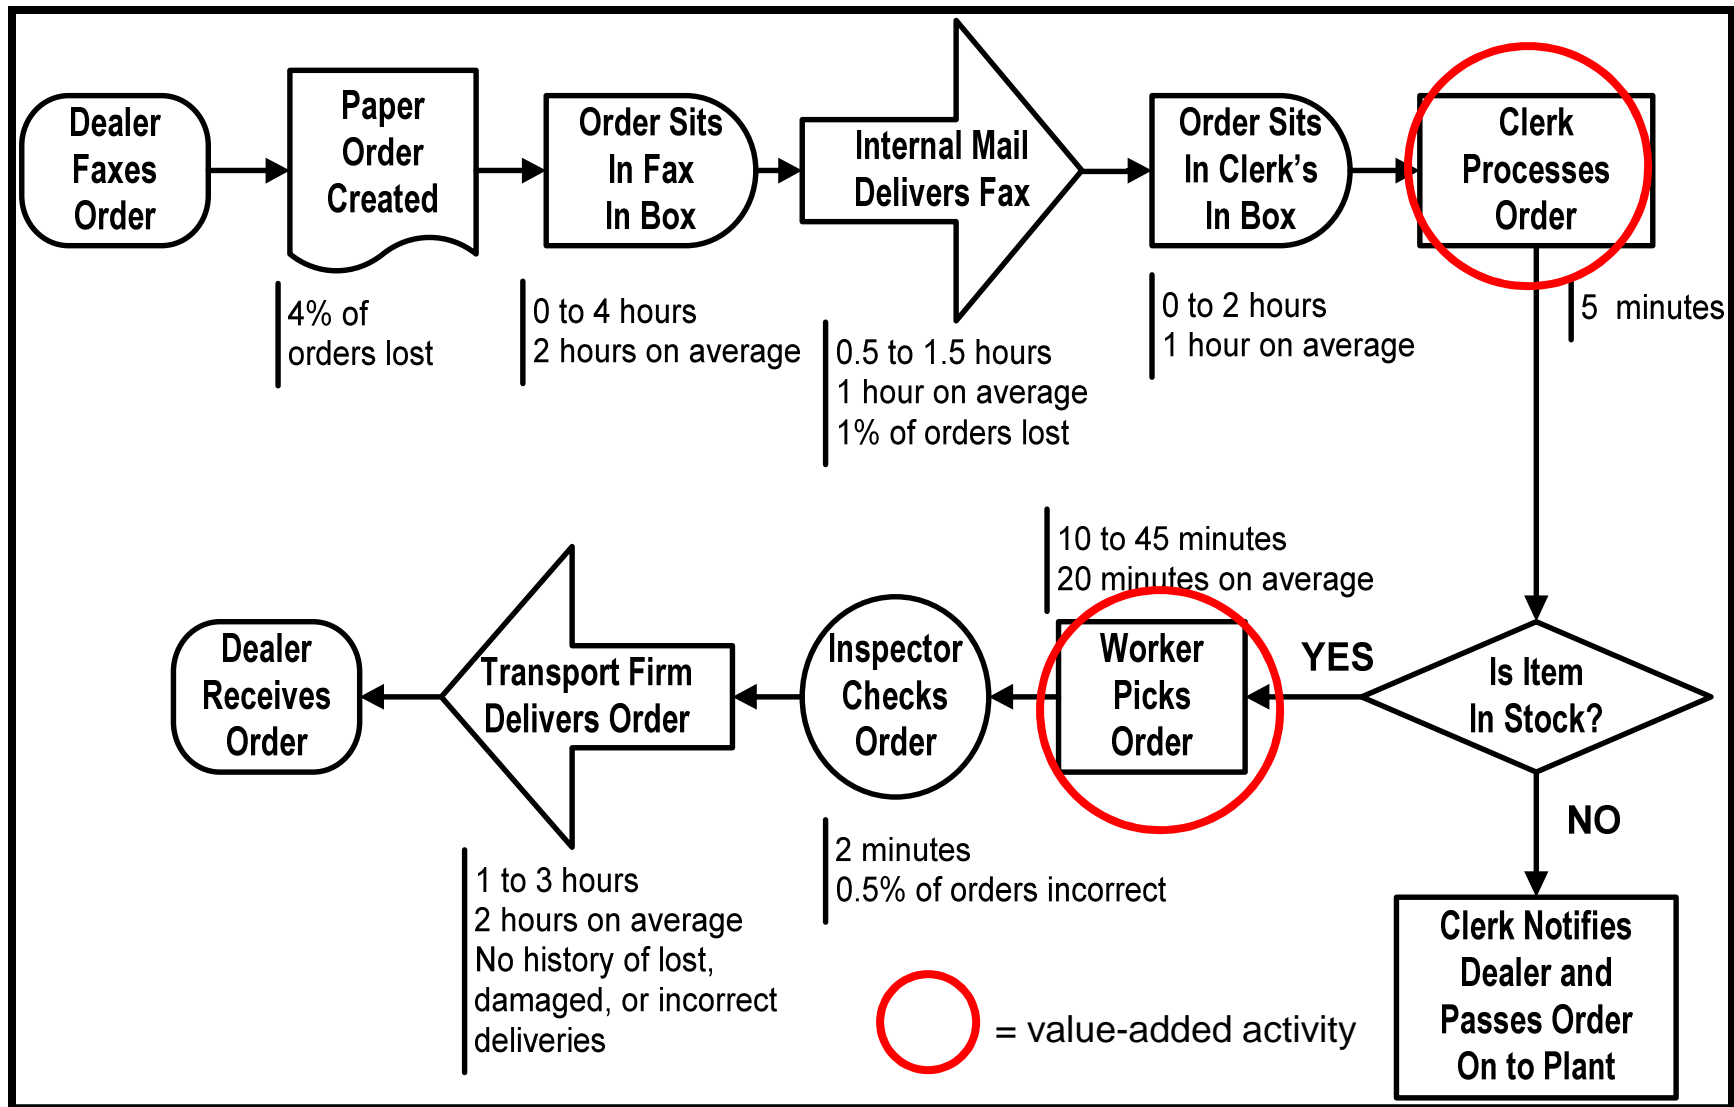 Dealer
Faxes
Order
Paper
Order
Created
Order Sits
In Fax
In Box
Internal Mail
Delivers Fax
Order Sits
In Clerk's
In Box
Clerk
Processes
Order
4% of
orders lost
0 to 4 hours
2 hours on average
0.5 to 1.5 hours
1 hour on average
1% of orders lost
0 to 2 hours
1 hour on average
5 minutes
10 to 45 minutes
20 minutes on average
Dealer
Receives
Order
Transport Firm
Delivers Order
Inspector
Checks
Order
Worker
Picks
Order
YES
Is Item
In Stock?
NO
1 to 3 hours
2 hours on average
No history of lost,
damaged, or incorrect
deliveries
2 minutes
0.5% of orders incorrect
= value-added activity
Clerk Notifies
Dealer and
Passes Order
On to Plant